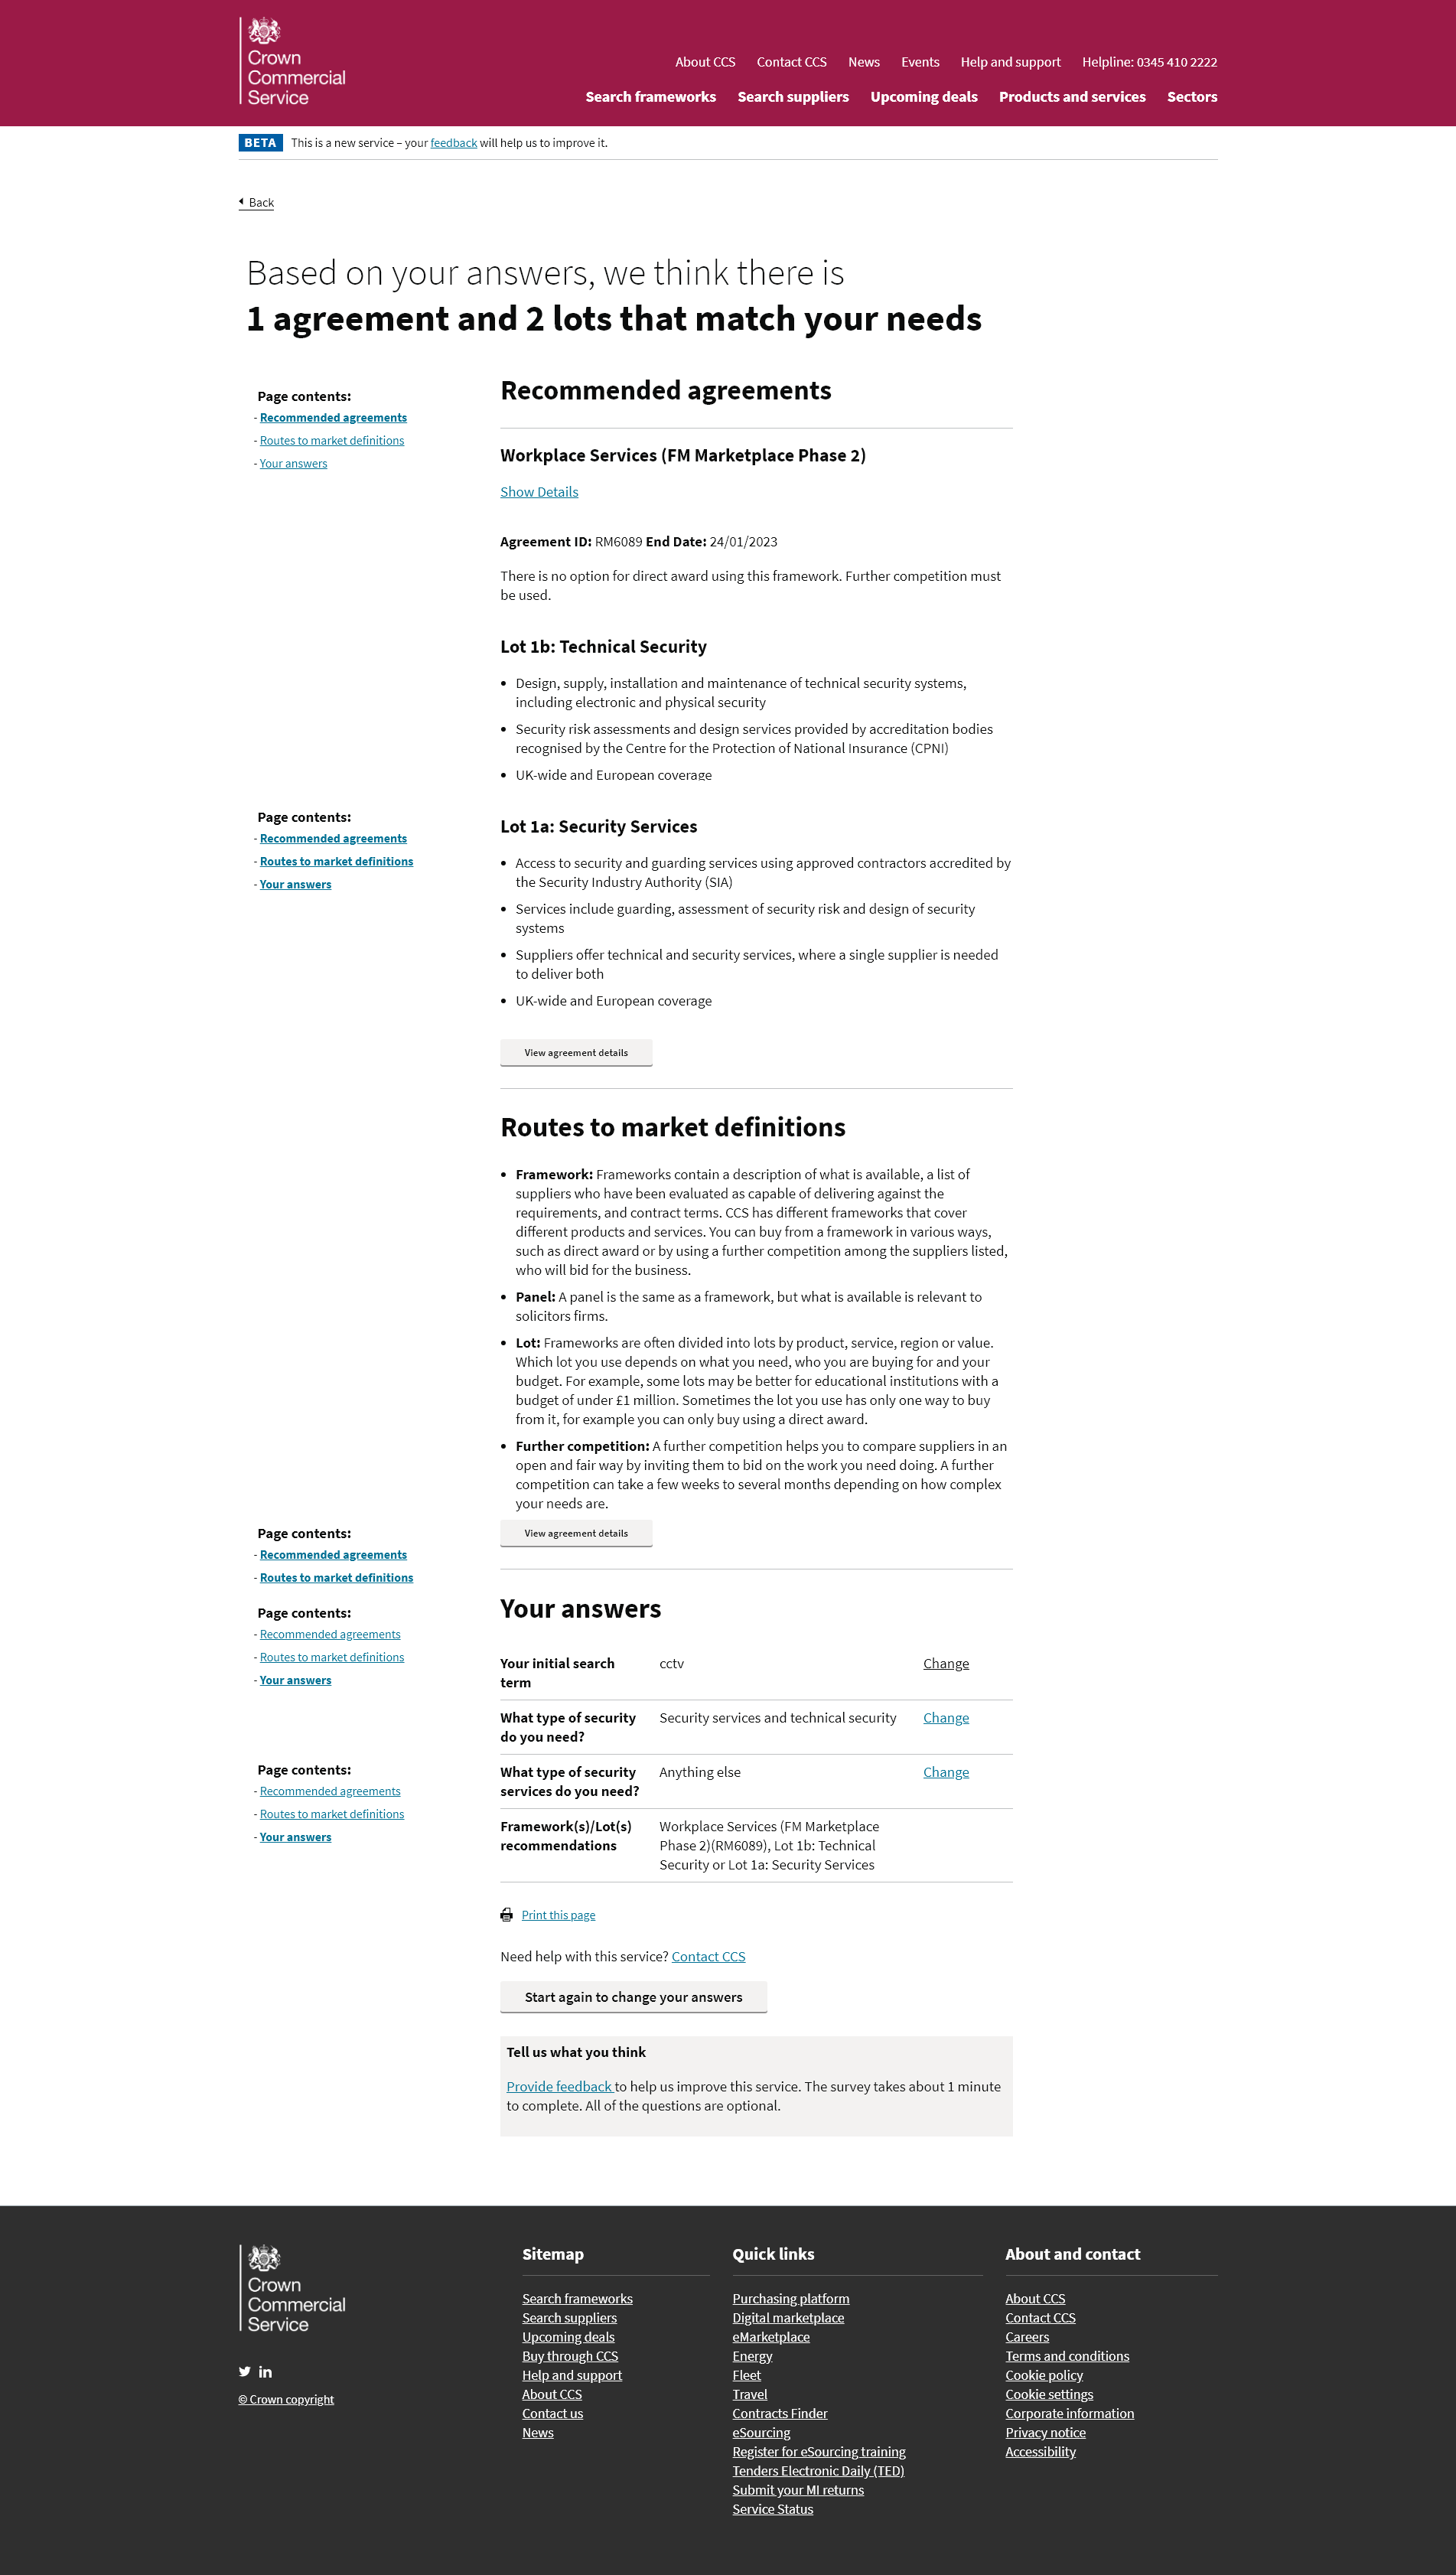 Crown
Commercial
Service
About CCS Contact CCS News Events Help and support Helpline: 0345 410 2222
Search frameworks Search suppliers Upcoming deals Products and services Sectors
BETA This is a new service – your feedback will help us to improve it.
Back
Based on your answers, we think there is
1 agreement and 2 lots that match your needs
Page contents:
- Recommended agreements
- Routes to market definitions
- Your answers
Recommended agreements
Workplace Services (FM Marketplace Phase 2)
Show Details
Agreement ID: RM6089 End Date: 24/01/2023
There is no option for direct award using this framework. Further competition must
be used.
Lot 1b: Technical Security
• Design, supply, installation and maintenance of technical security systems,
including electronic and physical security
• Security risk assessments and design services provided by accreditation bodies
recognised by the Centre for the Protection of National Insurance (CPNI)
• UK-wide and European coverage
Page contents:
- Recommended agreements
- Routes to market definitions
- Your answers
Lot 1a: Security Services
• Access to security and guarding services using approved contractors accredited by
the Security Industry Authority (SIA)
• Services include guarding, assessment of security risk and design of security
systems
• Suppliers offer technical and security services, where a single supplier is needed
to deliver both
• UK-wide and European coverage
View agreement details
Routes to market definitions
• Framework: Frameworks contain a description of what is available, a list of
suppliers who have been evaluated as capable of delivering against the
requirements, and contract terms. CCS has different frameworks that cover
different products and services. You can buy from a framework in various ways,
such as direct award or by using a further competition among the suppliers listed,
who will bid for the business.
• Panel: A panel is the same as a framework, but what is available is relevant to
solicitors firms.
• Lot: Frameworks are often divided into lots by product, service, region or value.
Which lot you use depends on what you need, who you are buying for and your
budget. For example, some lots may be better for educational institutions with a
budget of under £1 million. Sometimes the lot you use has only one way to buy
from it, for example you can only buy using a direct award.
• Further competition: A further competition helps you to compare suppliers in an
open and fair way by inviting them to bid on the work you need doing. A further
competition can take a few weeks to several months depending on how complex
your needs are.
View agreement details
Page contents:
- Recommended agreements
- Routes to market definitions
Page contents:
- Recommended agreements
- Routes to market definitions
- Your answers
Page contents:
- Recommended agreements
- Routes to market definitions
- Your answers
Your answers
Your initial search cctv Change
term
What type of security Security services and technical security Change
do you need?
What type of security Anything else Change
services do you need?
Framework(s)/Lot(s) Workplace Services (FM Marketplace
recommendations Phase 2)(RM6089), Lot 1b: Technical
Security or Lot 1a: Security Services
Print this page
Need help with this service? Contact CCS
Start again to change your answers
Tell us what you think
Provide feedback to help us improve this service. The survey takes about 1 minute
to complete. All of the questions are optional.
Crown
Commercial
Service
© Crown copyright
Sitemap
Search frameworks
Search suppliers
Upcoming deals
Buy through CCS
Help and support
About CCS
Contact us
News
Quick links
Purchasing platform
Digital marketplace
eMarketplace
Energy
Fleet
Travel
Contracts Finder
eSourcing
Register for eSourcing training
Tenders Electronic Daily (TED)
Submit your MI returns
Service Status
About and contact
About CCS
Contact CCS
Careers
Terms and conditions
Cookie policy
Cookie settings
Corporate information
Privacy notice
Accessibility